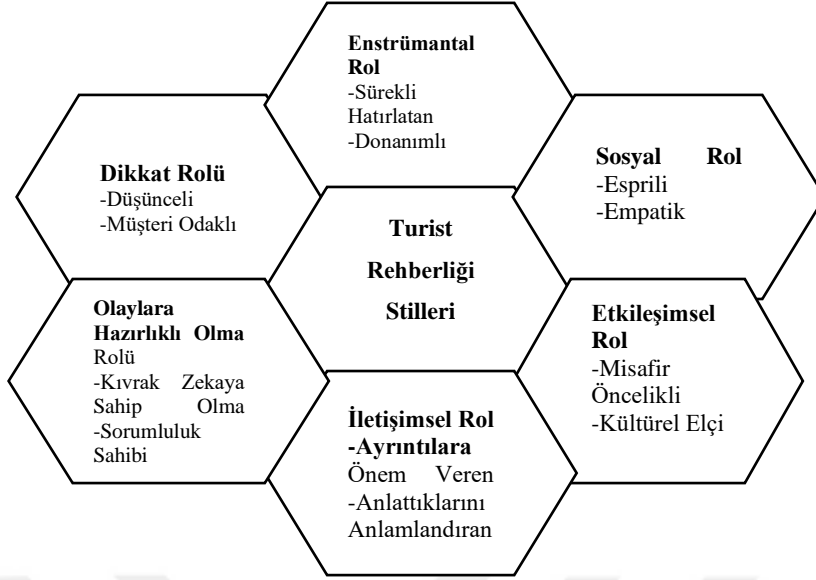 Enstrümantal
Rol
-Sürekli
Hatırlatan
-Donanımlı
Dikkat Rolü
-Düşünceli
-Müşteri Odaklı
Sosyal Rol
-Esprili
-Empatik
Turist
Rehberliği
Stilleri
Olaylara
Hazırlıklı Olma
Rolü
-Kıvrak Zekaya
Sahip Olma
-Sorumluluk
Sahibi
Etkileşimsel
Rol
-Misafir
Öncelikli
-Kültürel Elçi
İletişimsel Rol
-Ayrıntılara
Önem Veren
-Anlattıklarını
Anlamlandıran